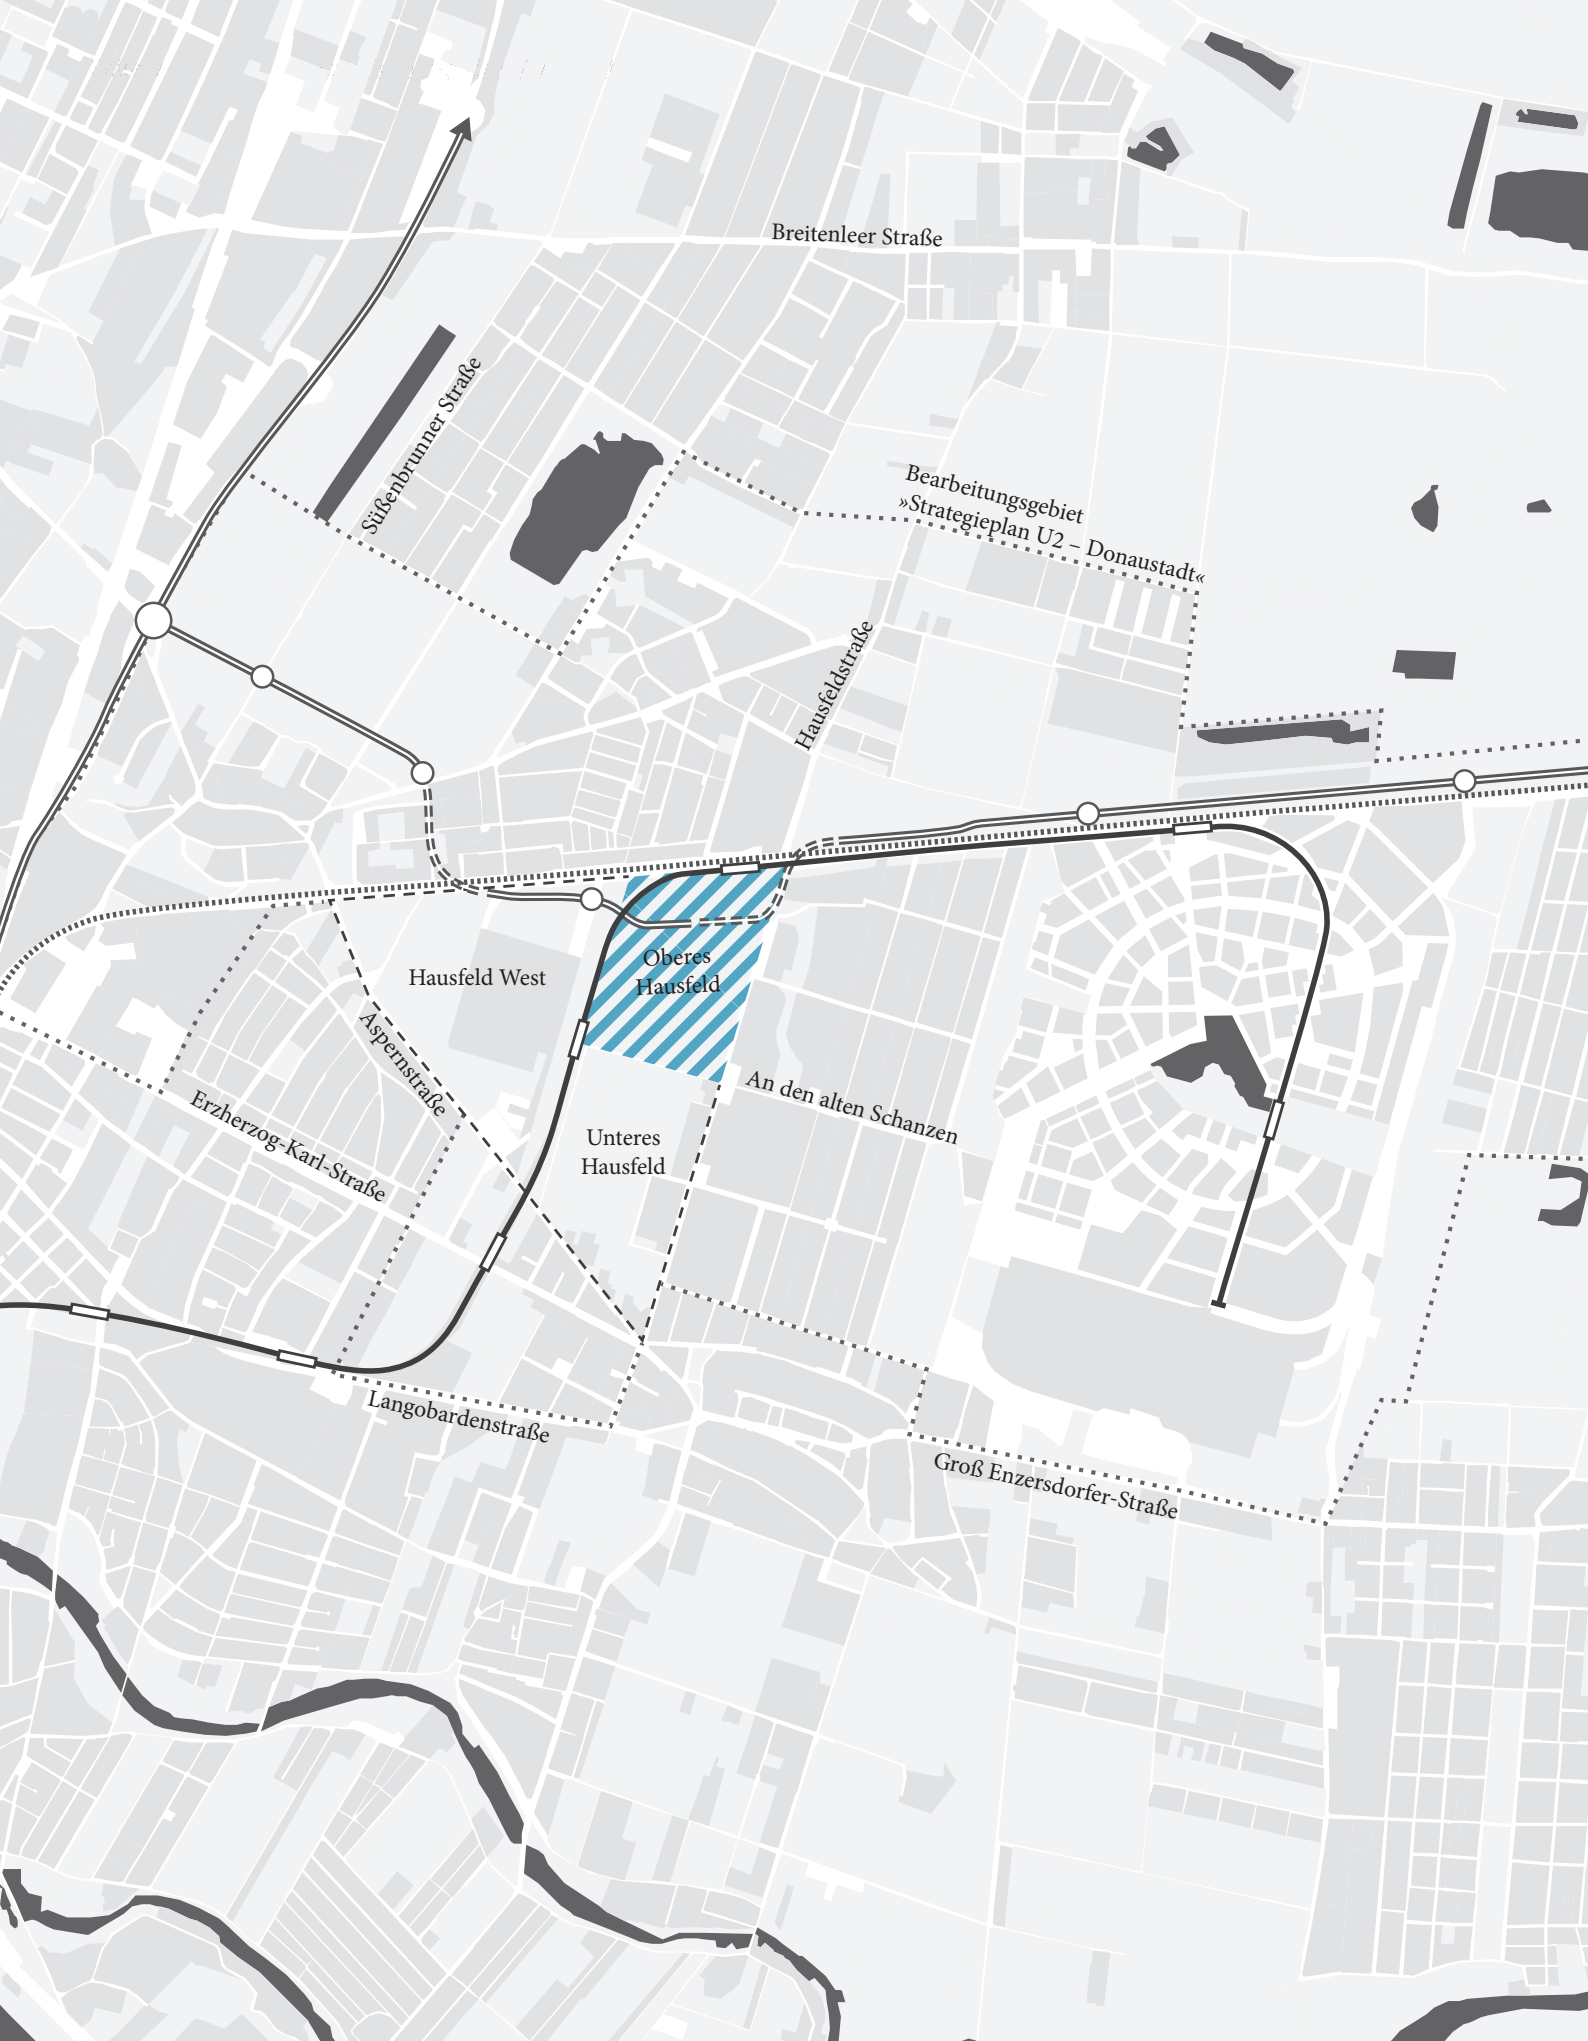 Breitenleer Straße
Süßenbrunner Straße
Bearbeitungsgebiet
»Strategieplan U2 – Donaustadt«
Hausfeldstraße
Oberes
Hausfeld
Hausfeld West
Aspernstraße
An den alten Schanzen
Erzherzog-Karl-Straße
Unteres
Hausfeld
Langobardenstraße
Groß Enzersdorfer-Straße